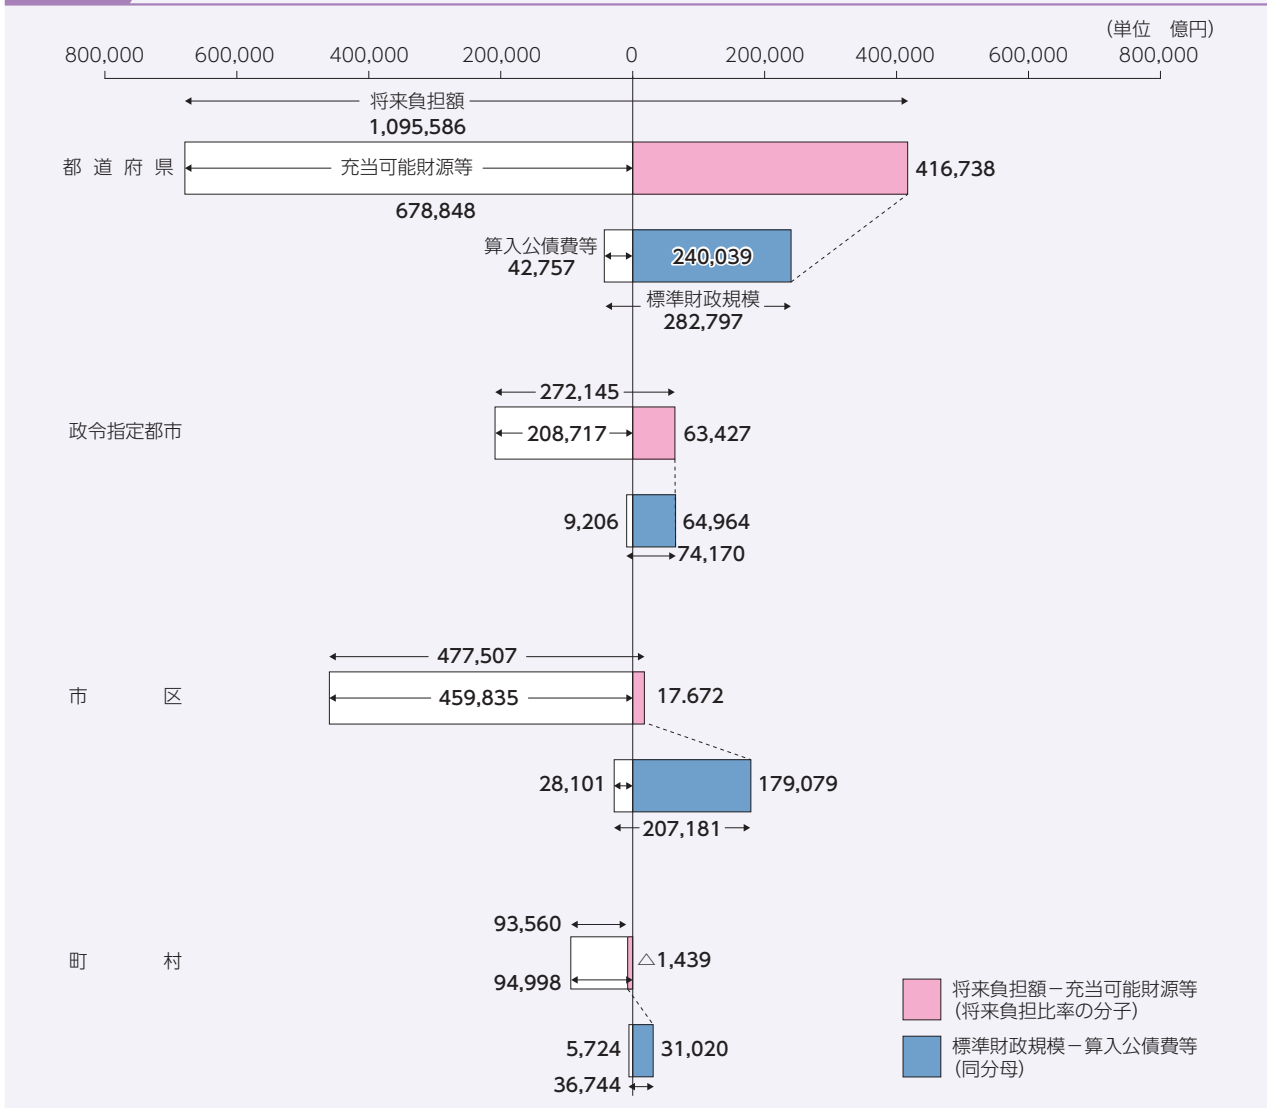 (単位 億円)
800,000 600,000 400,000 200,000 0 200,000 400,000 600,000 800,000
将来負担額
1,095,586
都道府県
充当可能財源等
416,738
678,848
算入公債費等
42,757
240,039
標準財政規模
282,797
272,145
政令指定都市
208,717
63,427
9,206
64,964
74,170
477,507
市区
459,835
17.672
28,101
179,079
207,181
93,560
町村
△1,439
94,998
5,724
31,020
36,744
将来負担額-充当可能財源等
(将来負担比率の分子)
標準財政規模-算入公債費等
(同分母)